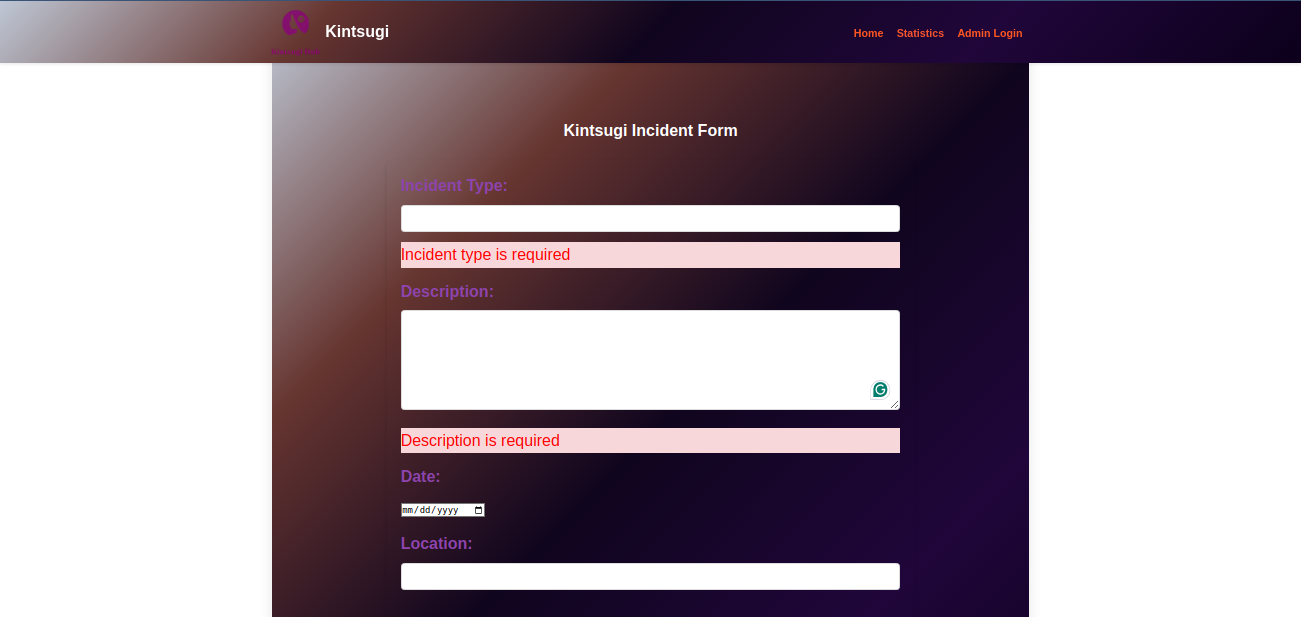 Kintsugi
Home Statistics Admin Login
Kintsugi Incident Form
Incident Type:
Incident type is required
Description:
Description is required
Date:
mm/dd/yyyy
Location: